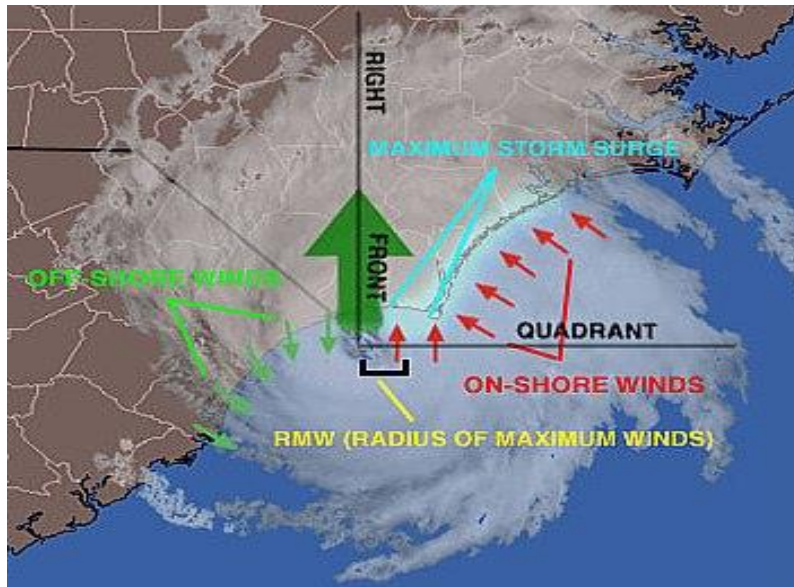 RIGHT
MAXIMUM STORM SURGE
FRONT
OFF-SHORE WINDS
QUADRANT
ON-SHORE WINDS
RMW (RADIUS OF MAXIMUM WINDS)